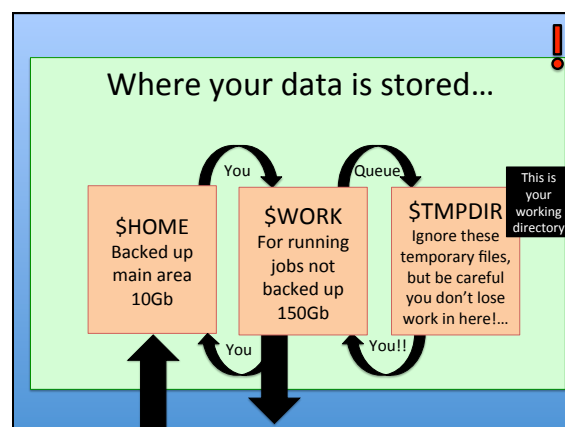 Where your data is stored…
You
Queue
This is
your
working
directory
$HOME
Backed up
main area
10Gb
$WORK
For running
jobs not
backed up
150Gb
$TMPDIR
Ignore these
temporary files,
but be careful
you don’t lose
work in here!…
You
You!!